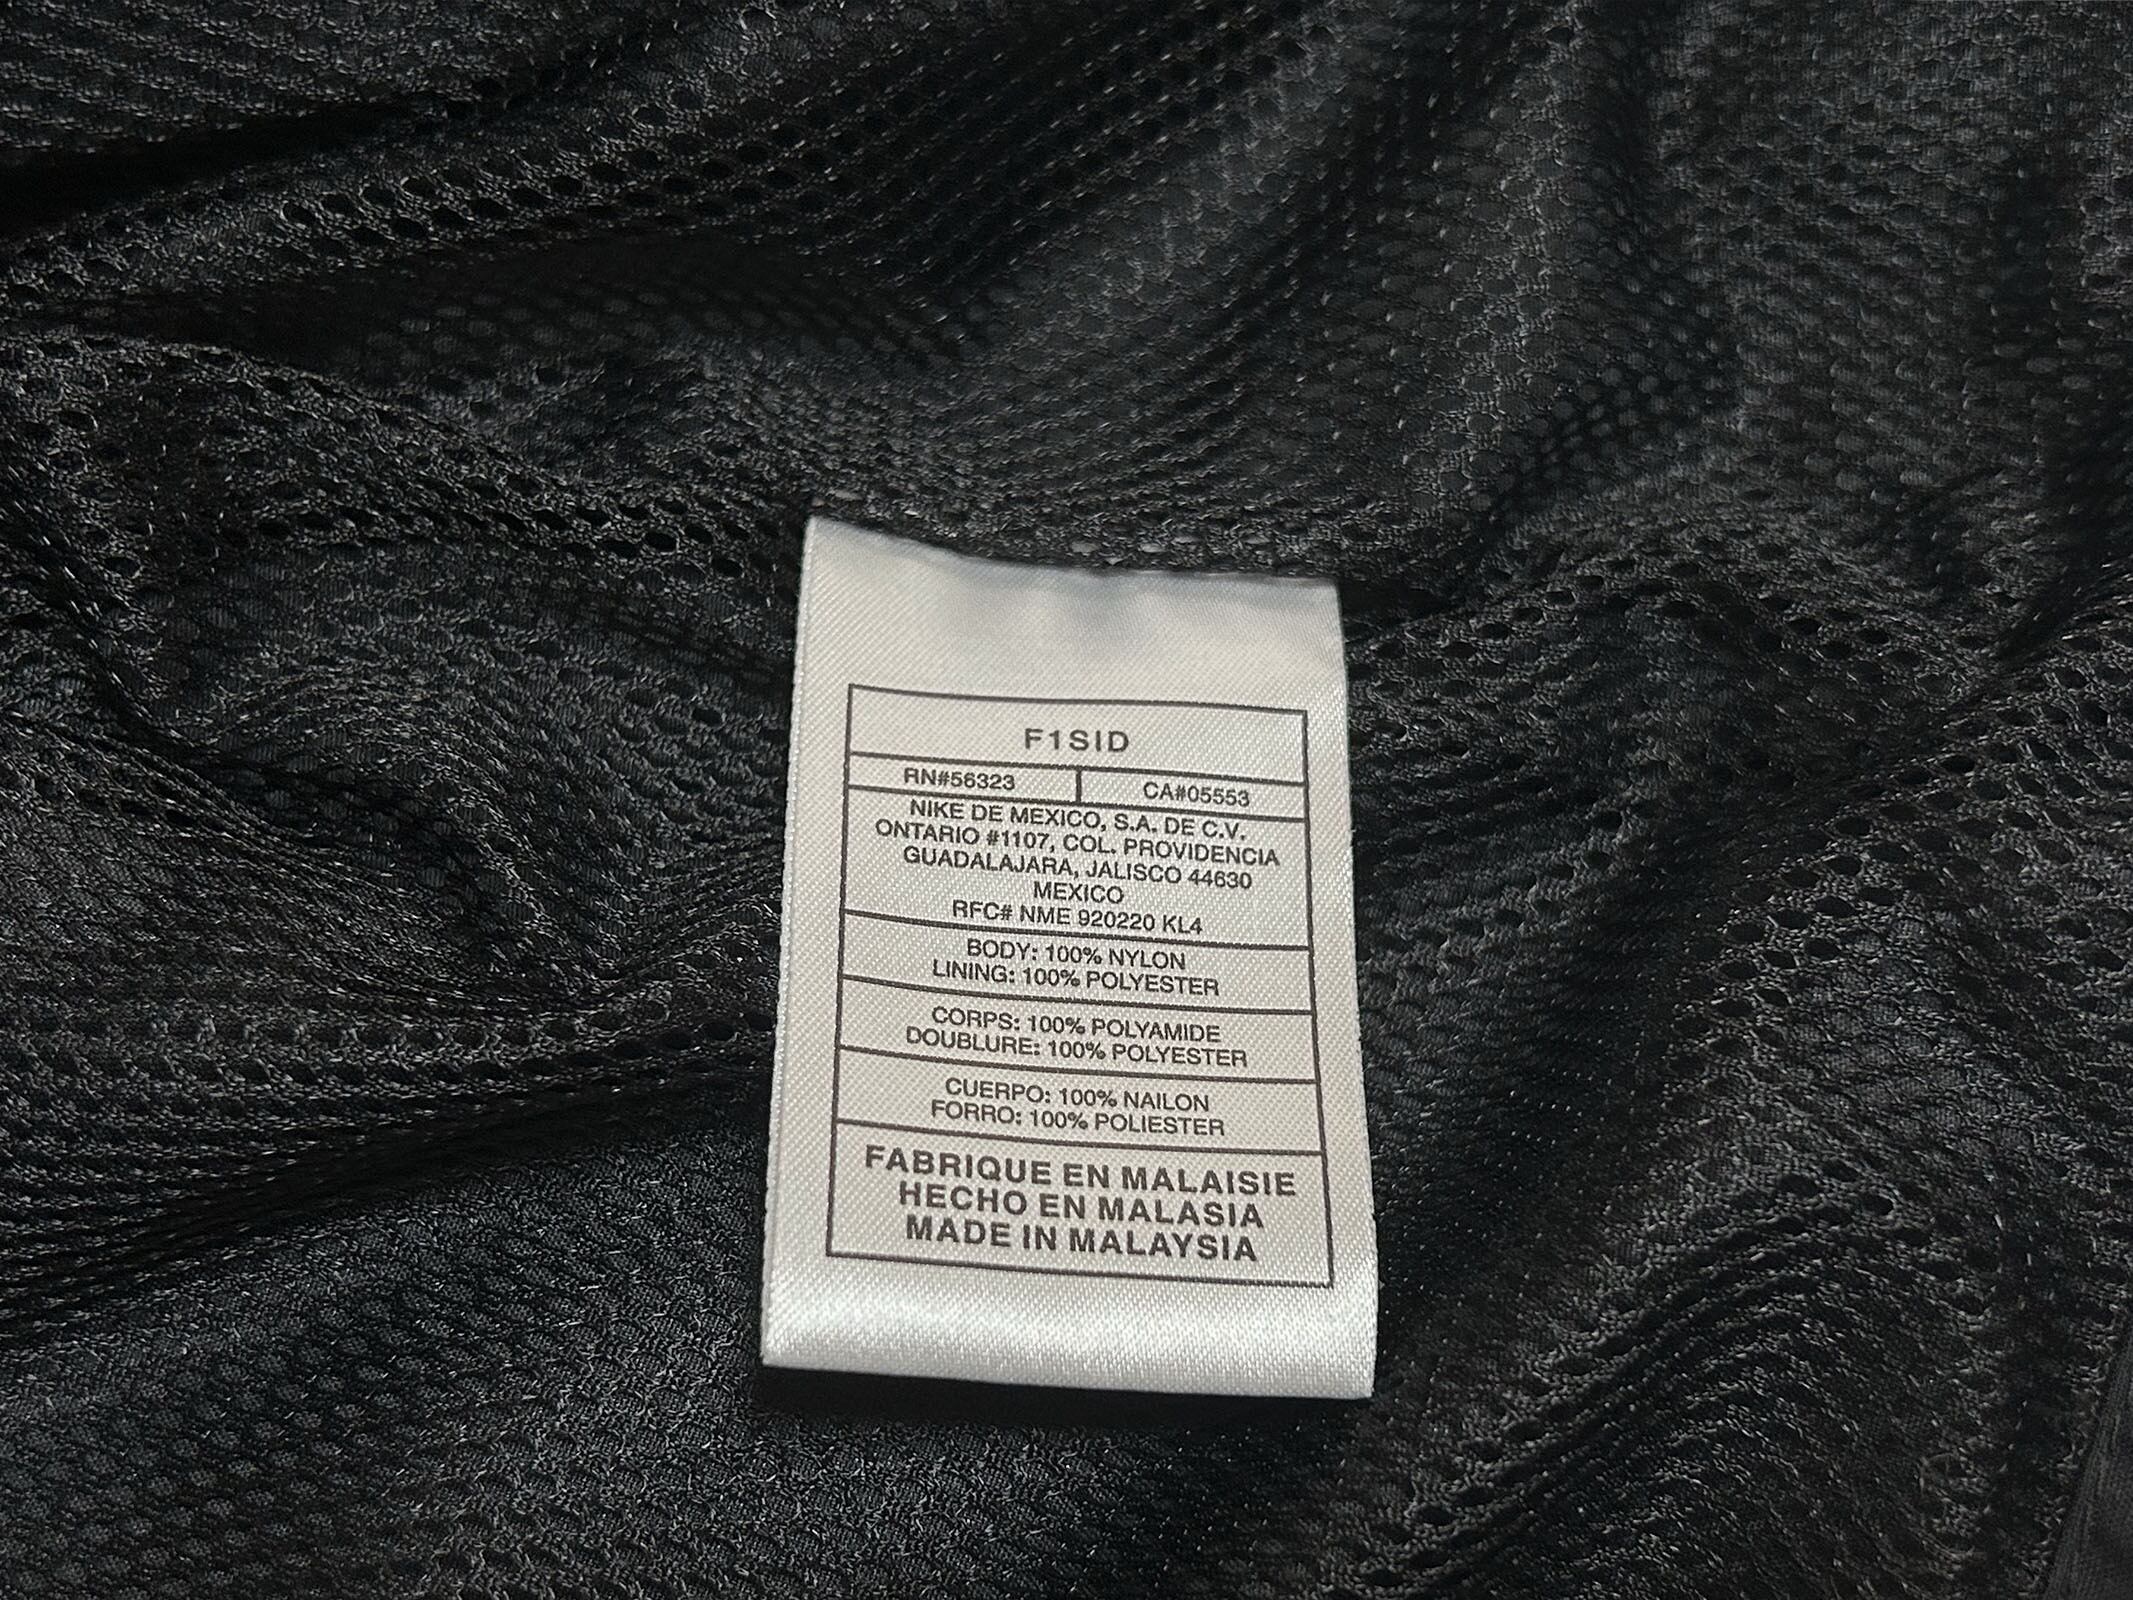 F1SID
RN#56323 CA#05553
NIKE DE MEXICO, S.A. DE C.V.
ONTARIO #1107, COL. PROVIDENCIA
GUADALAJARA, JALISCO 44630
MEXICO
RFC# NME 920220 KL4
BODY: 100% NYLON
LINING: 100% POLYESTER
CORPS: 100% POLYAMIDE
DOUBLURE: 100% POLYESTER
CUERPO: 100% NAILON
FORRO: 100% POLIESTER
FABRIQUE EN MALAISIE
HECHO EN MALASIA
MADE IN MALAYSIA